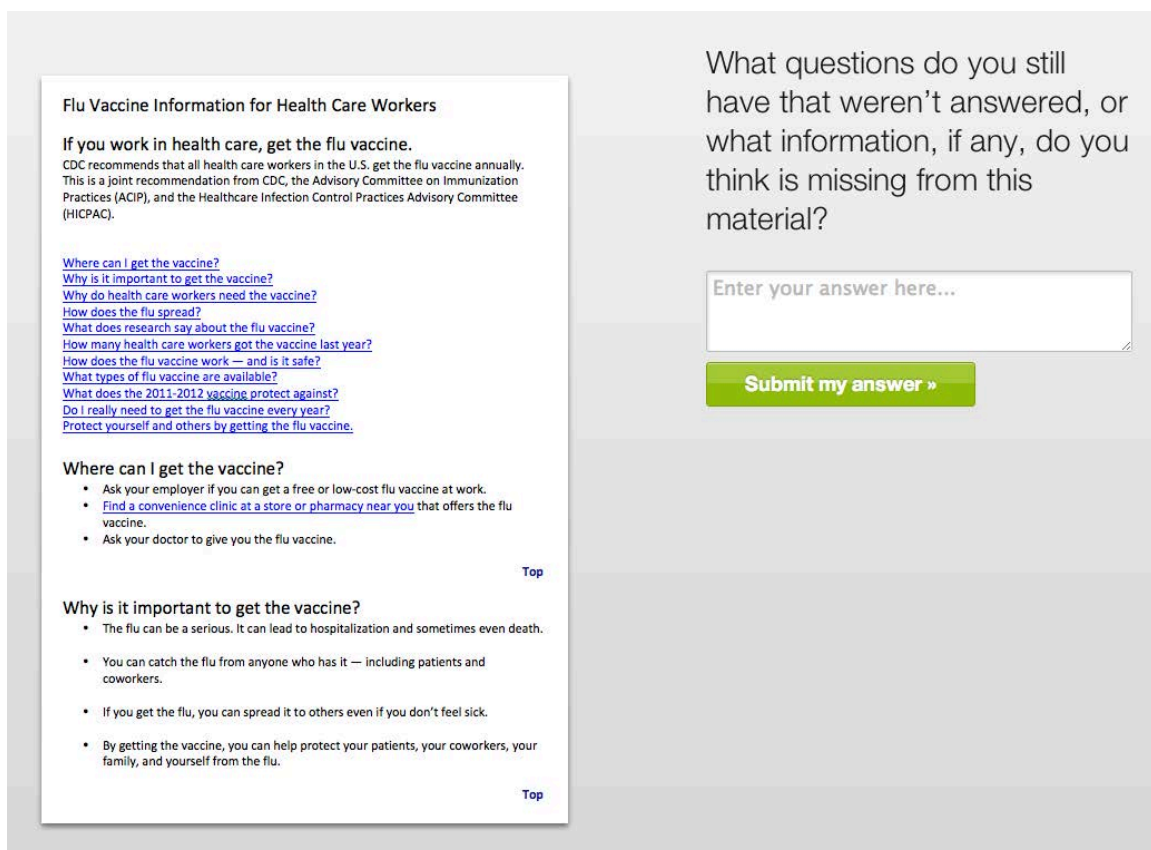 Flu Vaccine Information for Health Care Workers
If you work in health care, get the flu vaccine.
CDC recommends that all health care workers in the U.S. get the flu vaccine annually.
This is a joint recommendation from CDC, the Advisory Committee on Immunization
Practices (ACIP), and the Healthcare Infection Control Practices Advisory Committee
(HICPAC).
Where can I get the vaccine?
Why is it important to get the vaccine?
Why do health care workers need the vaccine?
How does the flu spread?
What does research say about the flu vaccine?
How many health care workers got the vaccine last year?
How does the flu vaccine work — and is it safe?
What types of flu vaccine are available?
What does the 2011-2012 vaccine protect against?
Do I really need to get the flu vaccine every year?
Protect yourself and others by getting the flu vaccine.
Where can I get the vaccine?
• Ask your employer if you can get a free or low-cost flu vaccine at work.
• Find a convenience clinic at a store or pharmacy near you that offers the flu
vaccine.
• Ask your doctor to give you the flu vaccine.
Top
Why is it important to get the vaccine?
• The flu can be a serious. It can lead to hospitalization and sometimes even death.
• You can catch the flu from anyone who has it — including patients and
coworkers.
• If you get the flu, you can spread it to others even if you don't feel sick.
• By getting the vaccine, you can help protect your patients, your coworkers, your
family, and yourself from the flu.
Top
What questions do you still
have that weren't answered, or
what information, if any, do you
think is missing from this
material?
Enter your answer here...
Submit my answer »